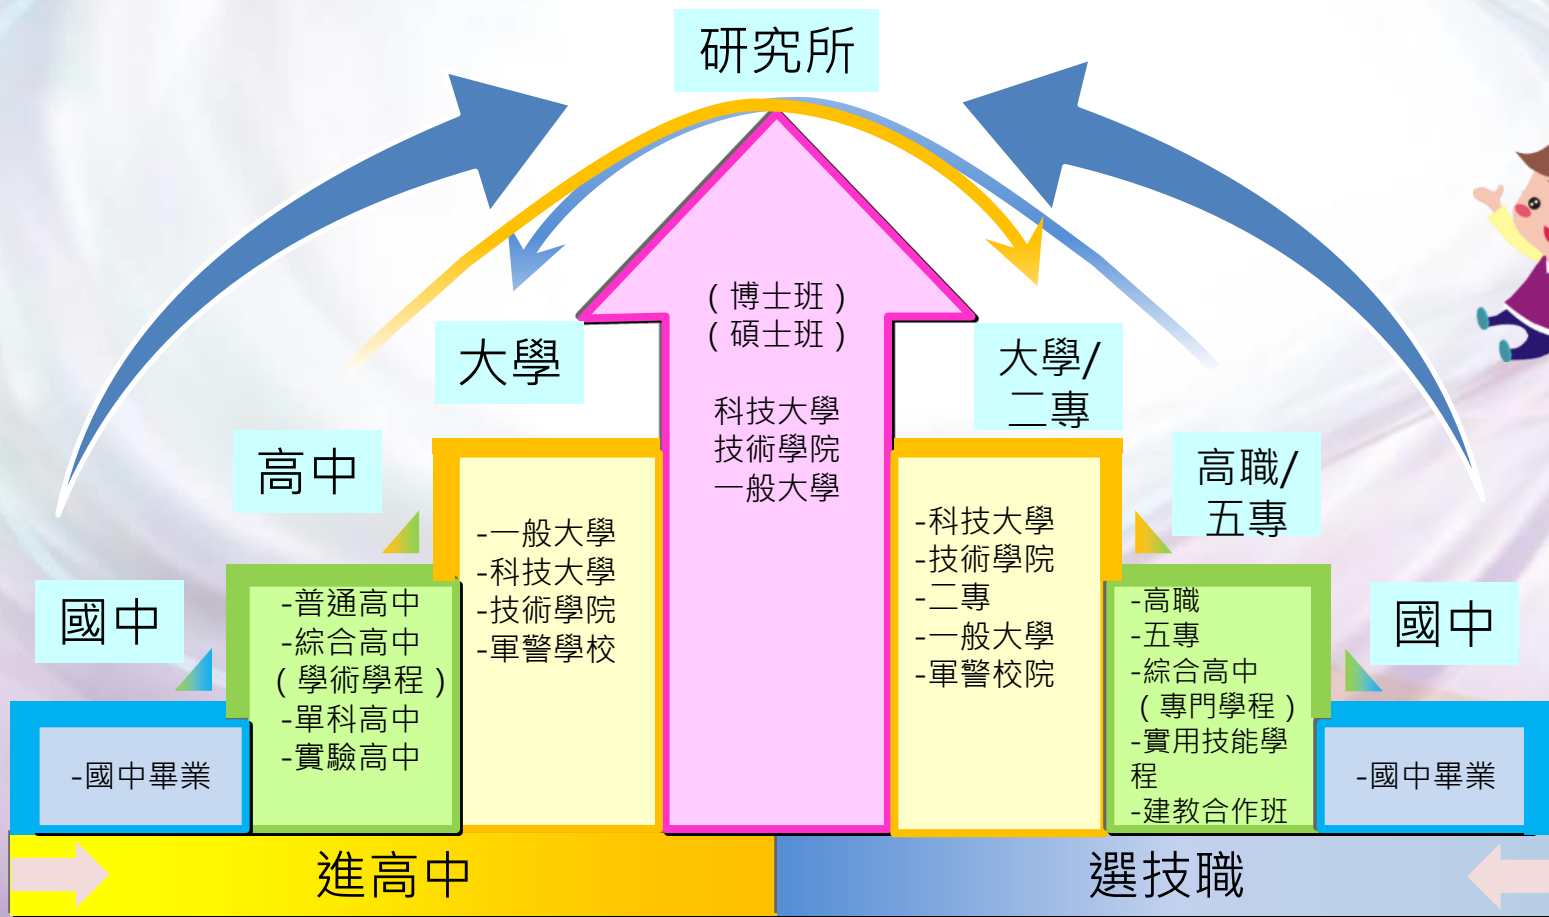 研究所
(博士班)
(碩士班)
科技大學
技術學院
一般大學
大學
-一般大學
-科技大學
-技術學院
-軍警學校
高中
-普通高中
-綜合高中
(學術學程)
-單科高中
-實驗高中
國中
-國中畢業
大學/
二專
-科技大學
-技術學院
-二專
-一般大學
-軍警校院
高職/
五專
-高職
-五專
-綜合高中
(專門學程)
-實用技能學
程
-建教合作班
國中
-國中畢業
進高中
選技職